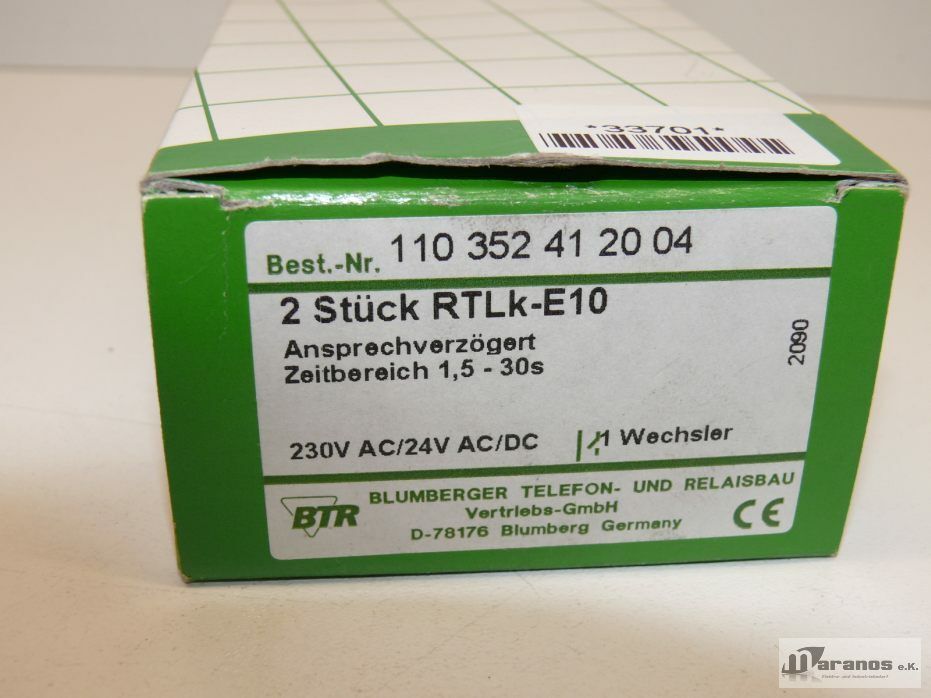 *33701*
Best.-Nr. 110 352 41 20 04
2 Stück RTLk-E10
Ansprechverzögert
Zeitbereich 1,5 - 30s
2090
230V AC/24V AC/DC
1 Wechsler
BTR
BLUMBERGER TELEFON- UND RELAISBAU
Vertriebs-GmbH
D-78176 Blumberg Germany
CE
Maranos e.K.